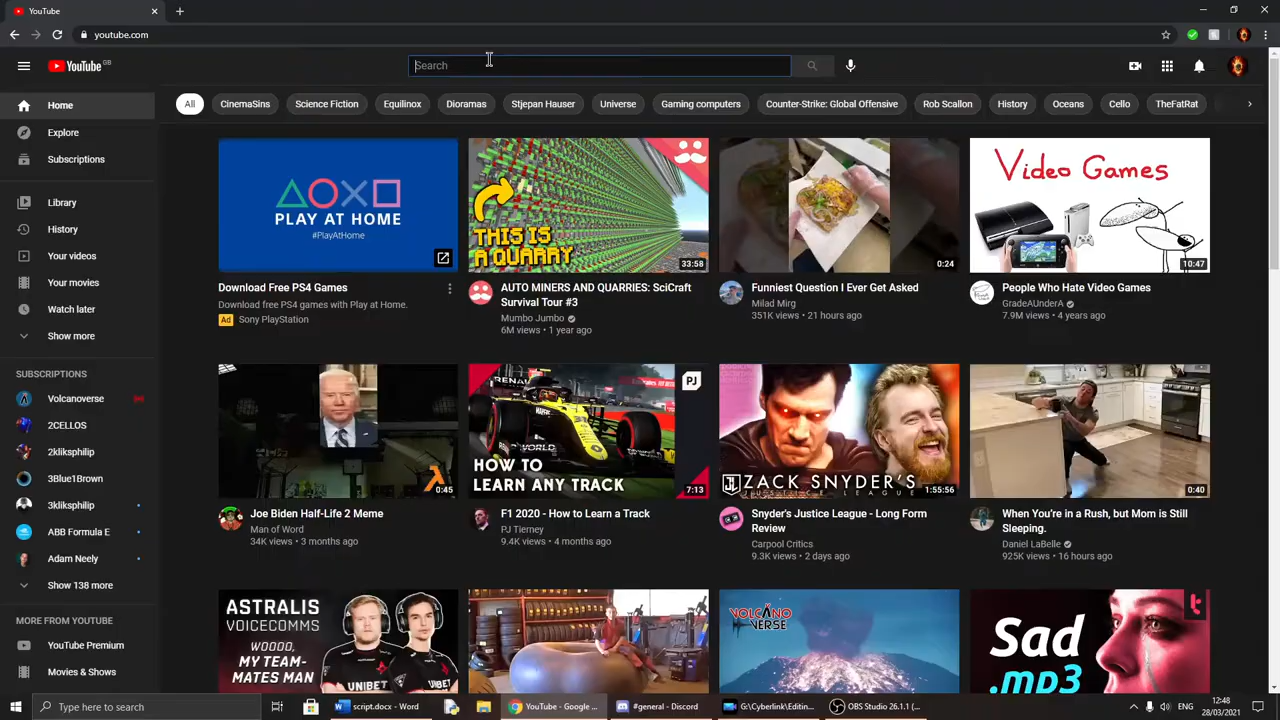 YouTube
youtube.com
YouTube GB
Search
All
CinemaSins
Science Fiction
Equilinox
Dioramas
Stjepan Hauser
Universe
Gaming computers
Counter-Strike: Global Offensive
Rob Scallon
History
Oceans
Cello
TheFatRat
Home
Explore
Subscriptions
Library
History
Your videos
Your movies
Watch later
Show more
SUBSCRIPTIONS
Volcanoverse
2CELLOS
2kliksphilip
3Blue1Brown
3kliksphilip
ABB Formula E
Adam Neely
Show 138 more
MORE FROM YOUTUBE
YouTube Premium
Movies & Shows
PLAY AT HOME
#PlayAtHome
Download Free PS4 Games
Download free PS4 games with Play at Home.
Ad Sony PlayStation
THIS IS
A QUARRY
33:58
AUTO MINERS AND QUARRIES: SciCraft
Survival Tour #3
Mumbo Jumbo
6M views • 1 year ago
0:24
Funniest Question I Ever Get Asked
Milad Mirg
351K views • 21 hours ago
Video Games
10:47
People Who Hate Video Games
GradeAUnderA
7.9M views • 4 years ago
0:45
Joe Biden Half-Life 2 Meme
Man of Word
34K views • 3 months ago
PJ
HOW TO
LEARN ANY TRACK
7:13
F1 2020 - How to Learn a Track
PJ Tierney
9.4K views • 4 months ago
ZACK SNYDER'S
JUSTICE LEAGUE
1:55:56
Snyder's Justice League - Long Form
Review
Carpool Critics
9.3K views • 2 days ago
0:40
When You're in a Rush, but Mom is Still
Sleeping.
Daniel LaBelle
925K views • 16 hours ago
ASTRALIS
VOICECOMMS
WOOOO,
MY TEAM-
MATES MAN
UNIBET
VOLCANO
VERSE
Sad
.mp3
Type here to search
script.docx - Word
YouTube - Google ...
#general - Discord
G:\Cyberlink\Editin...
OBS Studio 26.1.1 (...
12:48
28/03/2021